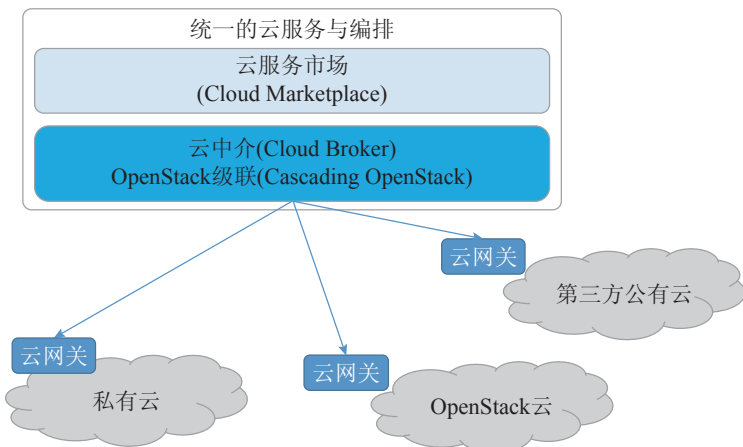 统一的云服务与编排
云服务市场
(Cloud Marketplace)
云中介(Cloud Broker)
OpenStack级联(Cascading OpenStack)
云网关
第三方公有云
云网关
私有云
云网关
OpenStack云